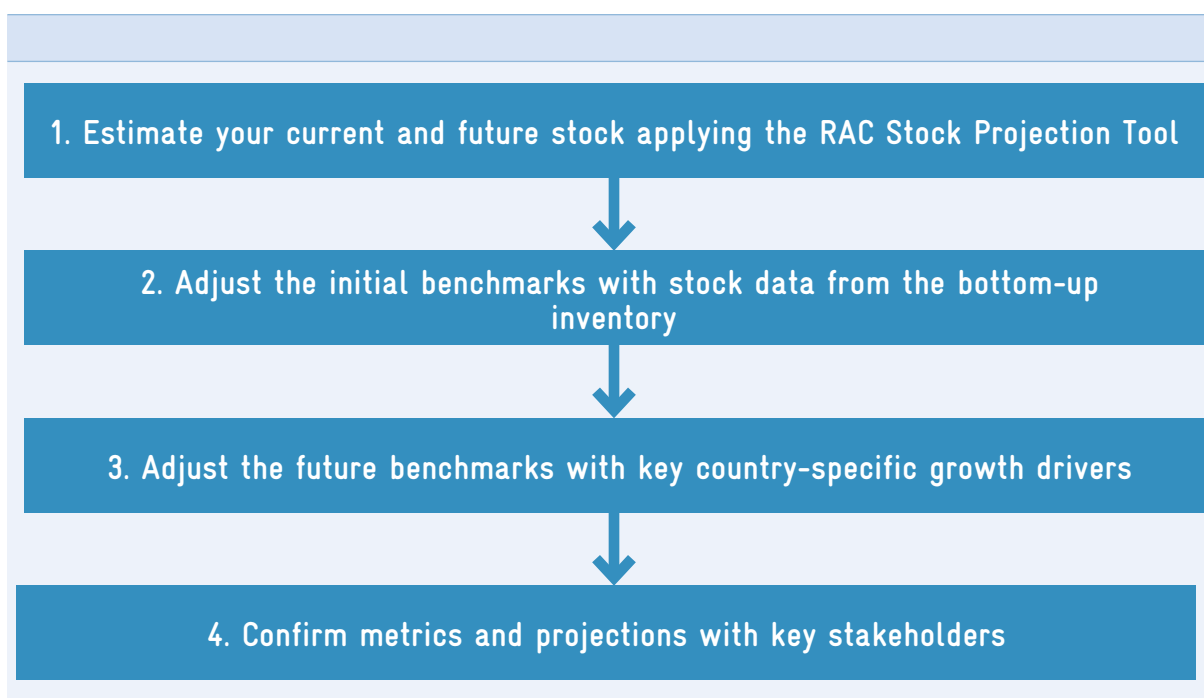 1. Estimate your current and future stock applying the RAC Stock Projection Tool
2. Adjust the initial benchmarks with stock data from the bottom-up
inventory
3. Adjust the future benchmarks with key country-specific growth drivers
4. Confirm metrics and projections with key stakeholders